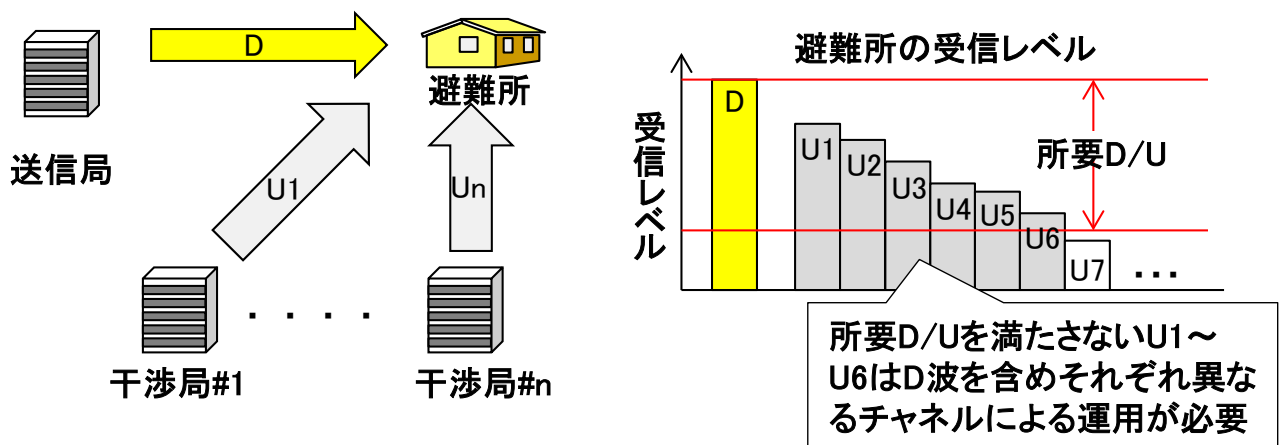 D
避難所
送信局
U1
Un
干渉局#1
・・・・
干渉局#n
避難所の受信レベル
受信レベル
D
U1
U2
U3
U4
U5
U6
U7
・・・
所要D/U
所要D/Uを満たさないU1～
U6はD波を含めそれぞれ異な
るチャネルによる運用が必要